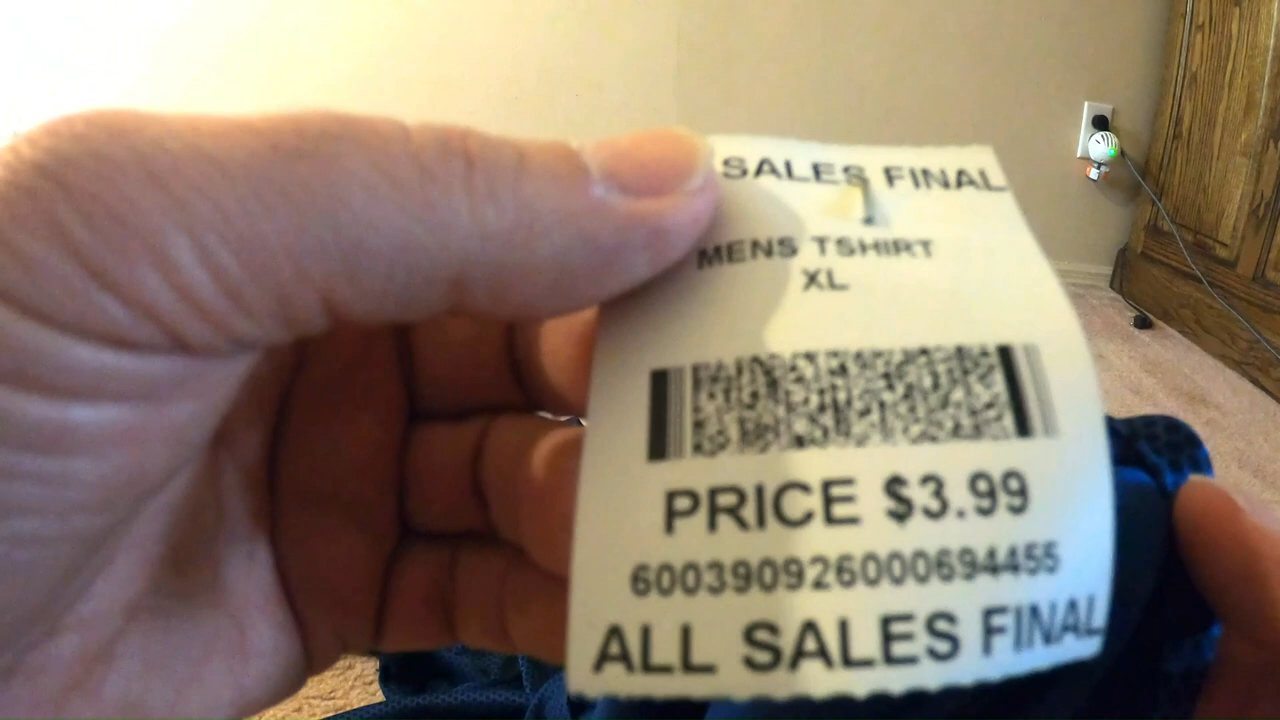 SALES FINAL
MENS TSHIRT
XL
PRICE $3.99
600390926000694455
ALL SALES FINAL